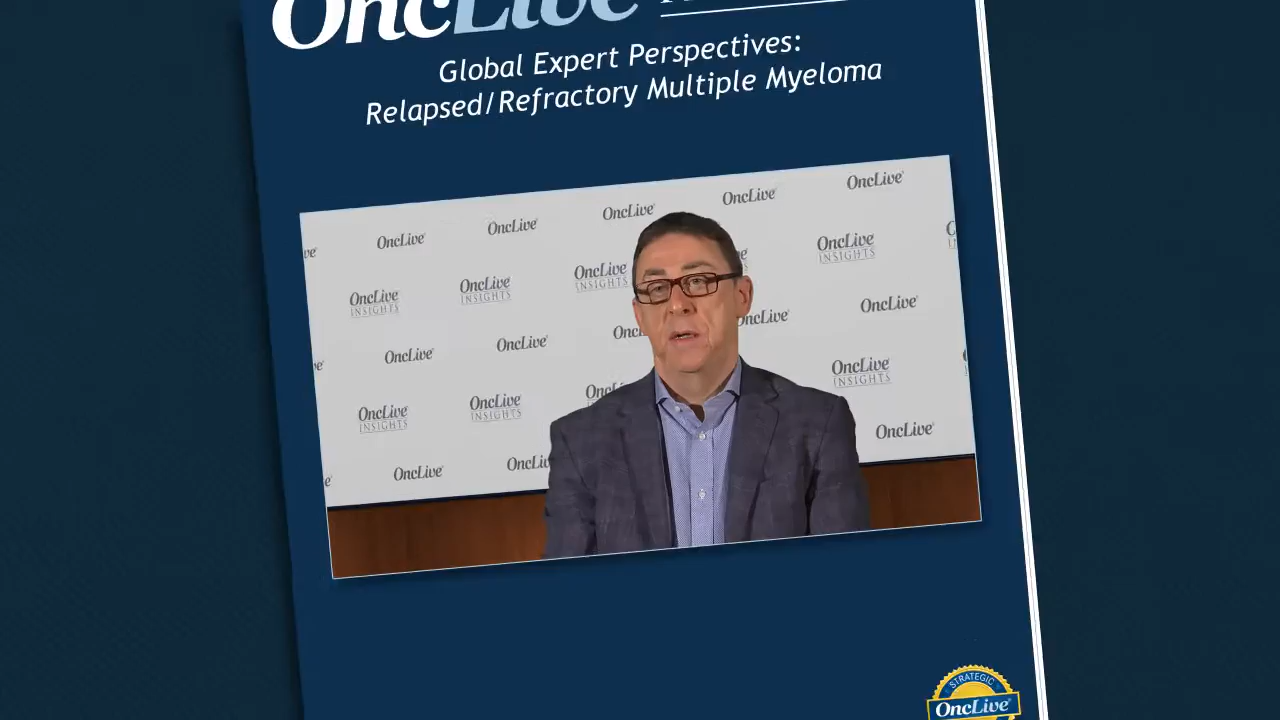 OncLive
Global Expert Perspectives:
Relapsed/Refractory Multiple Myeloma
OncLive OncLive OncLive OncLive OncLive
OncLive INSIGHTS OncLive INSIGHTS OncLive INSIGHTS OncLive INSIGHTS
OncLive OncLive OncLive OncLive
OncLive INSIGHTS OncLive INSIGHTS OncLive INSIGHTS
OncLive OncLive OncLive
STRATEGIC
OncLive